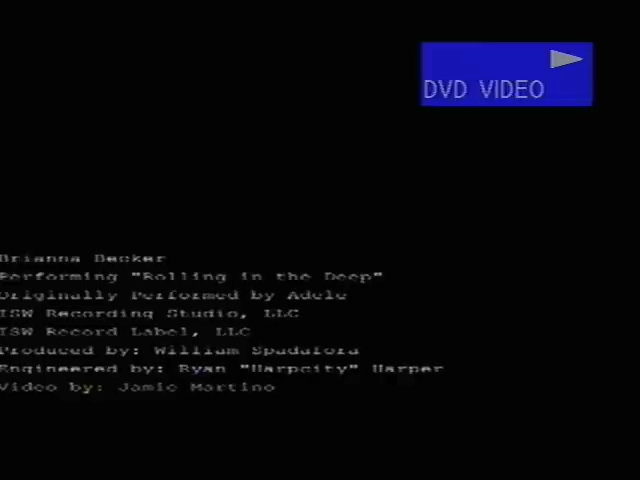 DVD VIDEO
Brianna Becker
Performing "Rolling in the Deep"
Originally Performed by Adele
ISW Recording Studio, LLC
ISW Record Label, LLC
Produced by: William Spadafora
Engineered by: Ryan "Harpcity" Harper
Video by: Jamie Martino